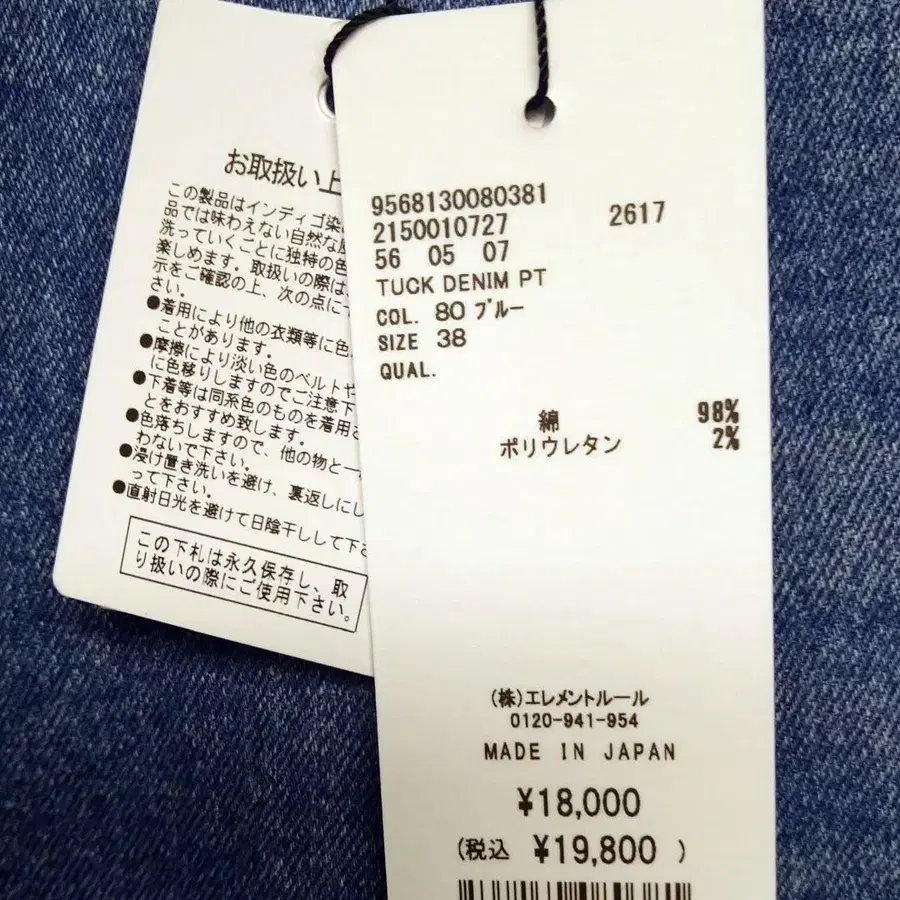 お取扱い上
この製品はインディゴ染
品では味わえない自然な風
洗っていくごとに独特の色
楽しめます。取扱いの際は
示をご確認の上、次の点に
さい。
●着用により他の衣類等に色
ことがあります。
●摩擦により淡い色のベルトや
に色移りしますのでご注意下
●下着等は同系色のものを着用
とをおすすめ致します。
●色落ちしますので、他の物と一
わないで下さい。
●浸け置き洗いを避け、裏返しにし
って下さい。
●直射日光を避けて日陰干しして下さ
この下札は永久保存し、取
り扱いの際にご使用下さい。
9568130080381
2150010727 2617
56 05 07
TUCK DENIM PT
COL. 80 ブルー
SIZE 38
QUAL.
綿 98%
ポリウレタン 2%
(株)エレメントルール
0120-941-954
MADE IN JAPAN
¥18,000
(税込 ¥19,800 )